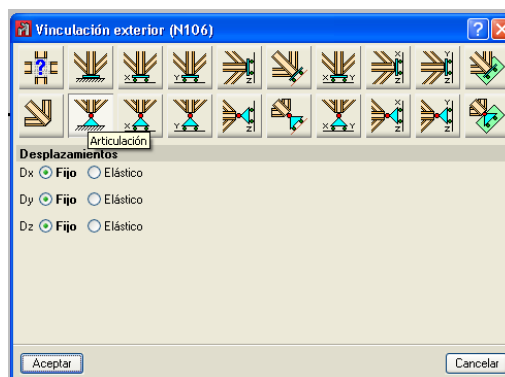 Vinculación exterior (N106)
Articulación
Desplazamientos
Dx Fijo Elástico
Dy Fijo Elástico
Dz Fijo Elástico
Aceptar Cancelar